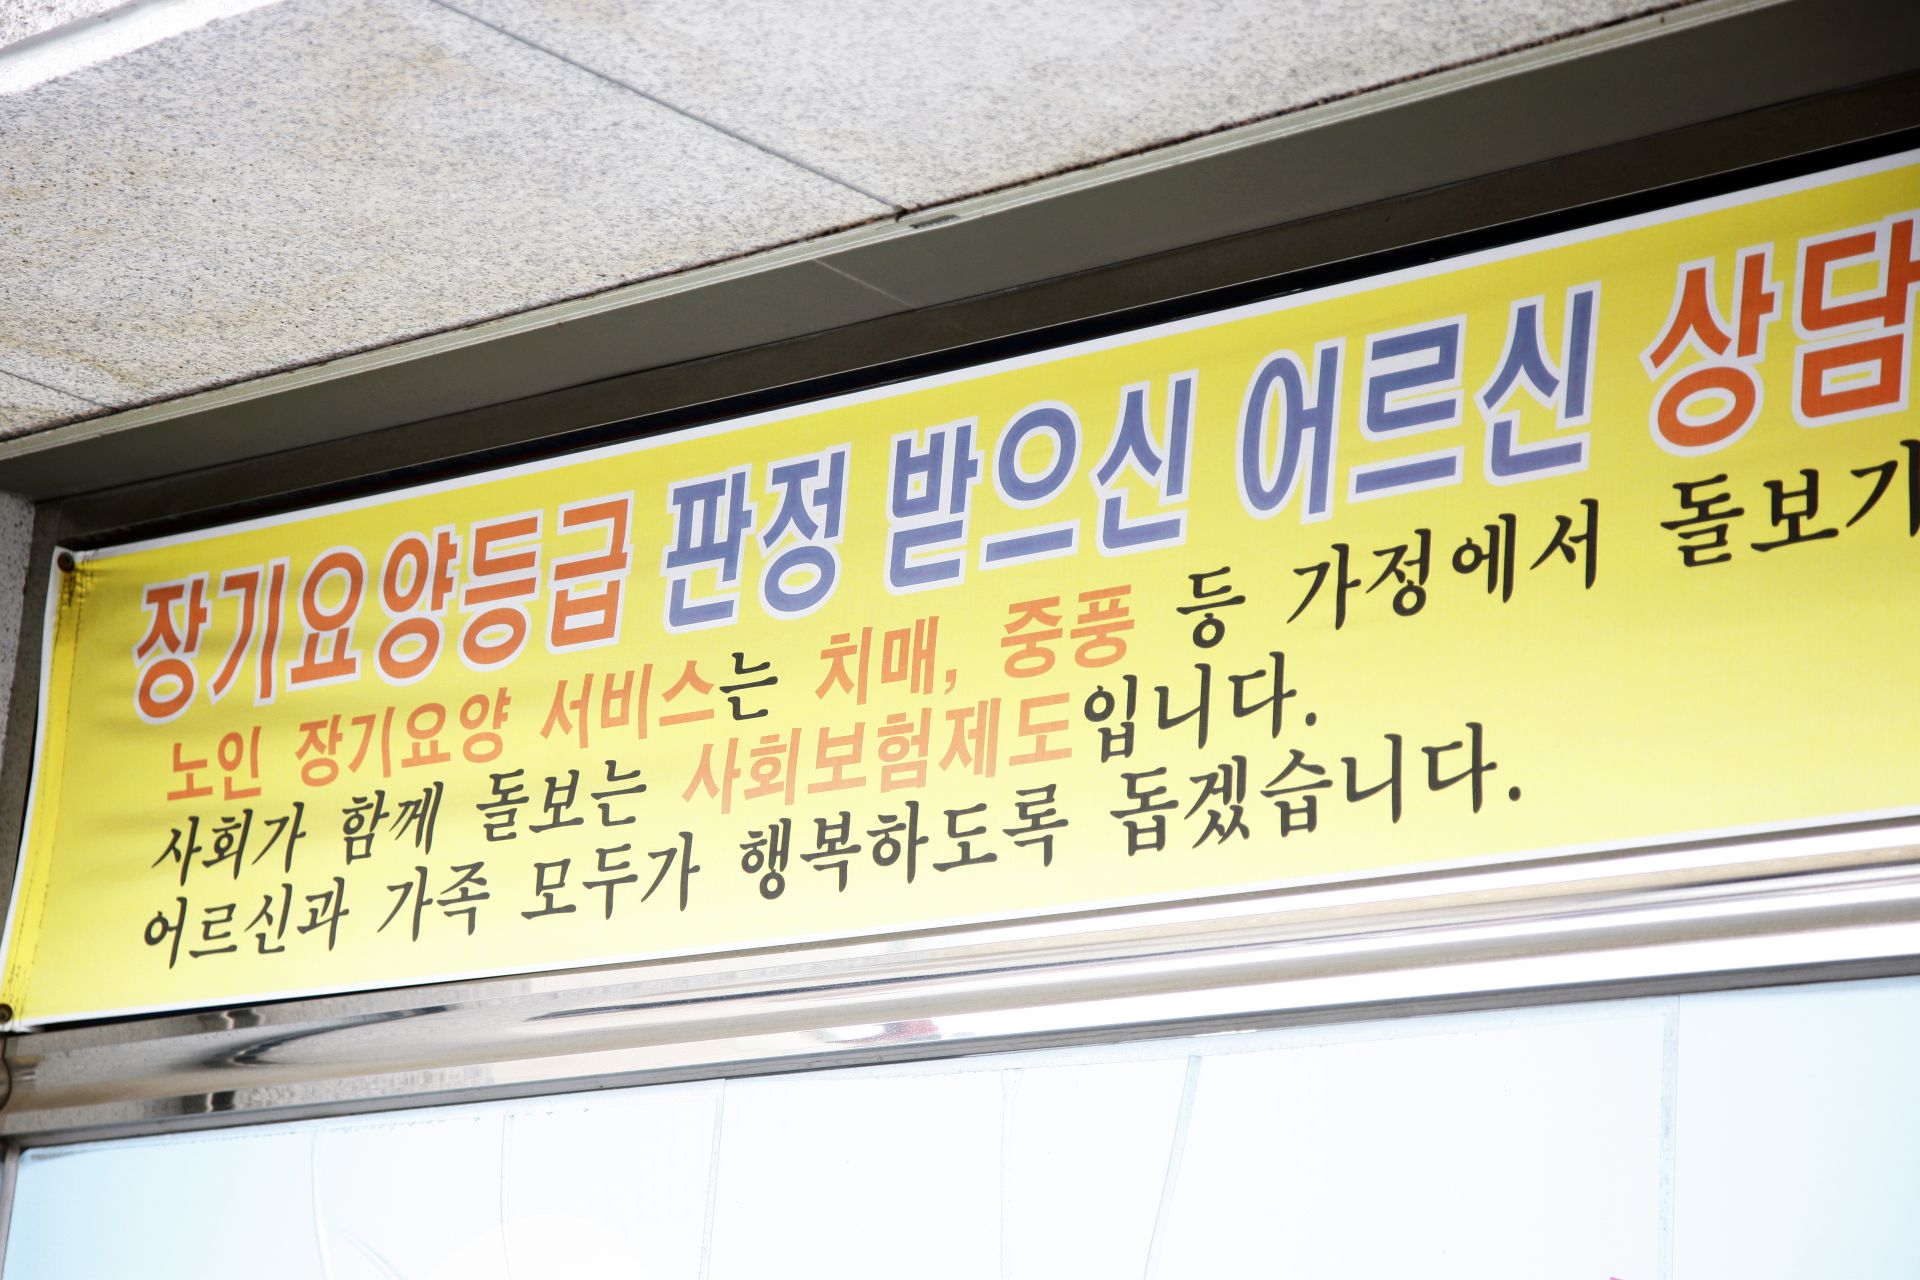 장기요양등급 판정 받으신 어르신 상담
노인 장기요양 서비스는 치매, 중풍 등 가정에서 돌보기
사회가 함께 돌보는 사회보험제도입니다.
어르신과 가족 모두가 행복하도록 돕겠습니다.